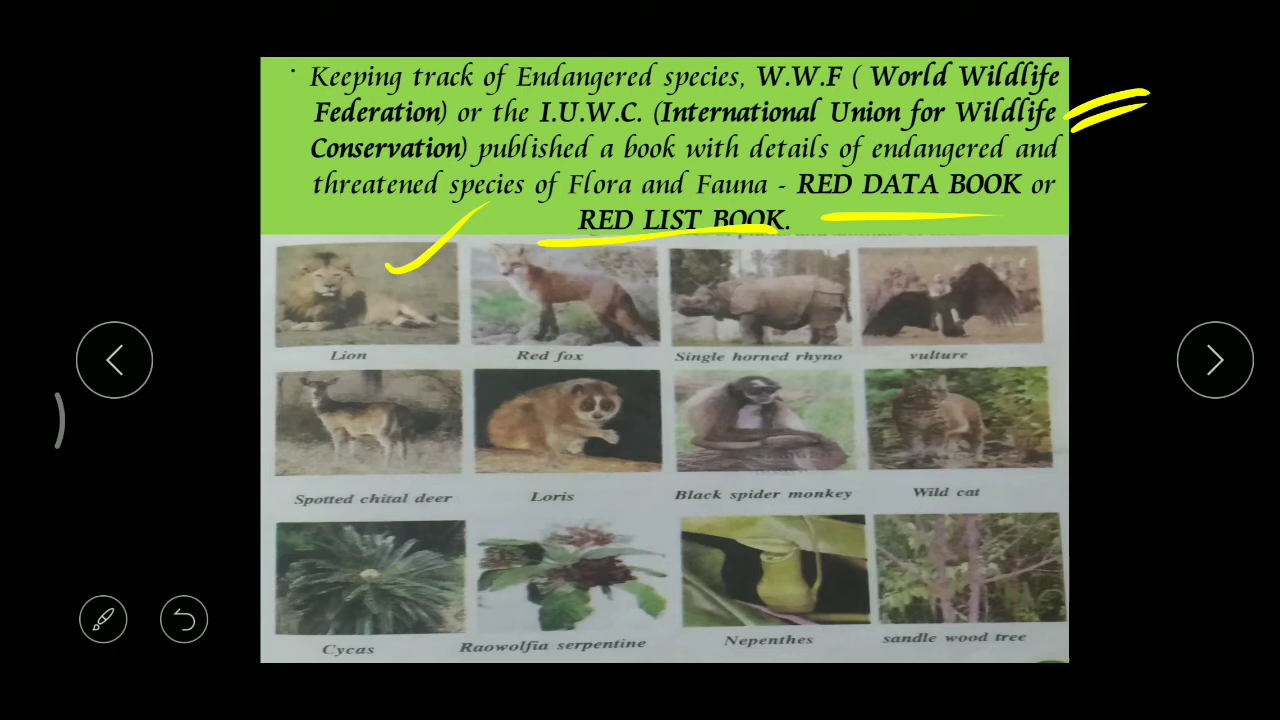 · Keeping track of Endangered species, W.W.F ( World Wildlife
Federation) or the I.U.W.C. (International Union for Wildlife
Conservation) published a book with details of endangered and
threatened species of Flora and Fauna - RED DATA BOOK or
RED LIST BOOK.
Lion Red fox Single horned rhyno vulture
Spotted chital deer Loris Black spider monkey Wild cat
Cycas Raowolfia serpentine Nepenthes sandle wood tree